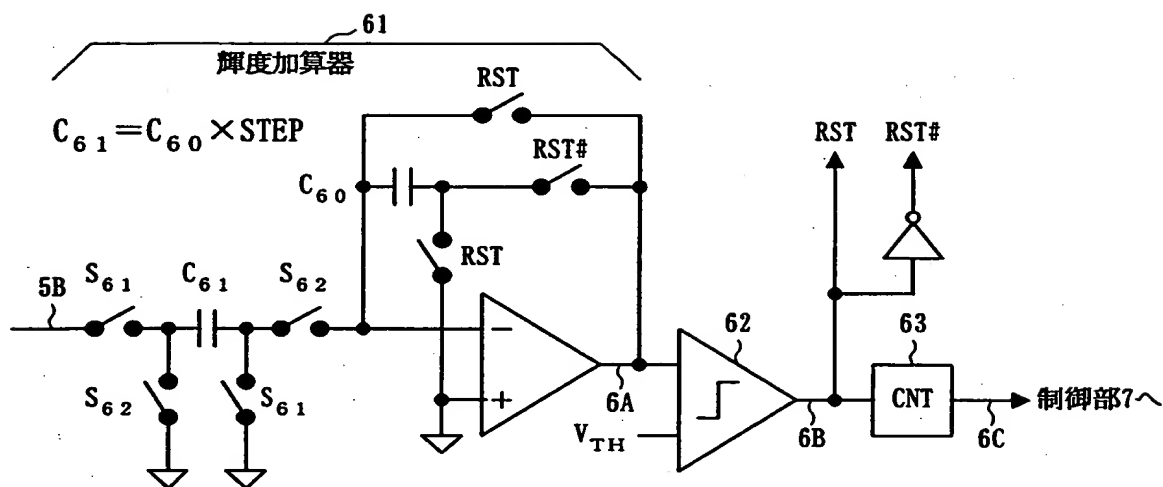 61
輝度加算器
C61=C60×STEP
RST
RST#
C60
RST
RST
RST#
5B
S61
C61
S62
S62
S61
−
+
6A
62
VTH
6B
63
CNT
6C
制御部7へ